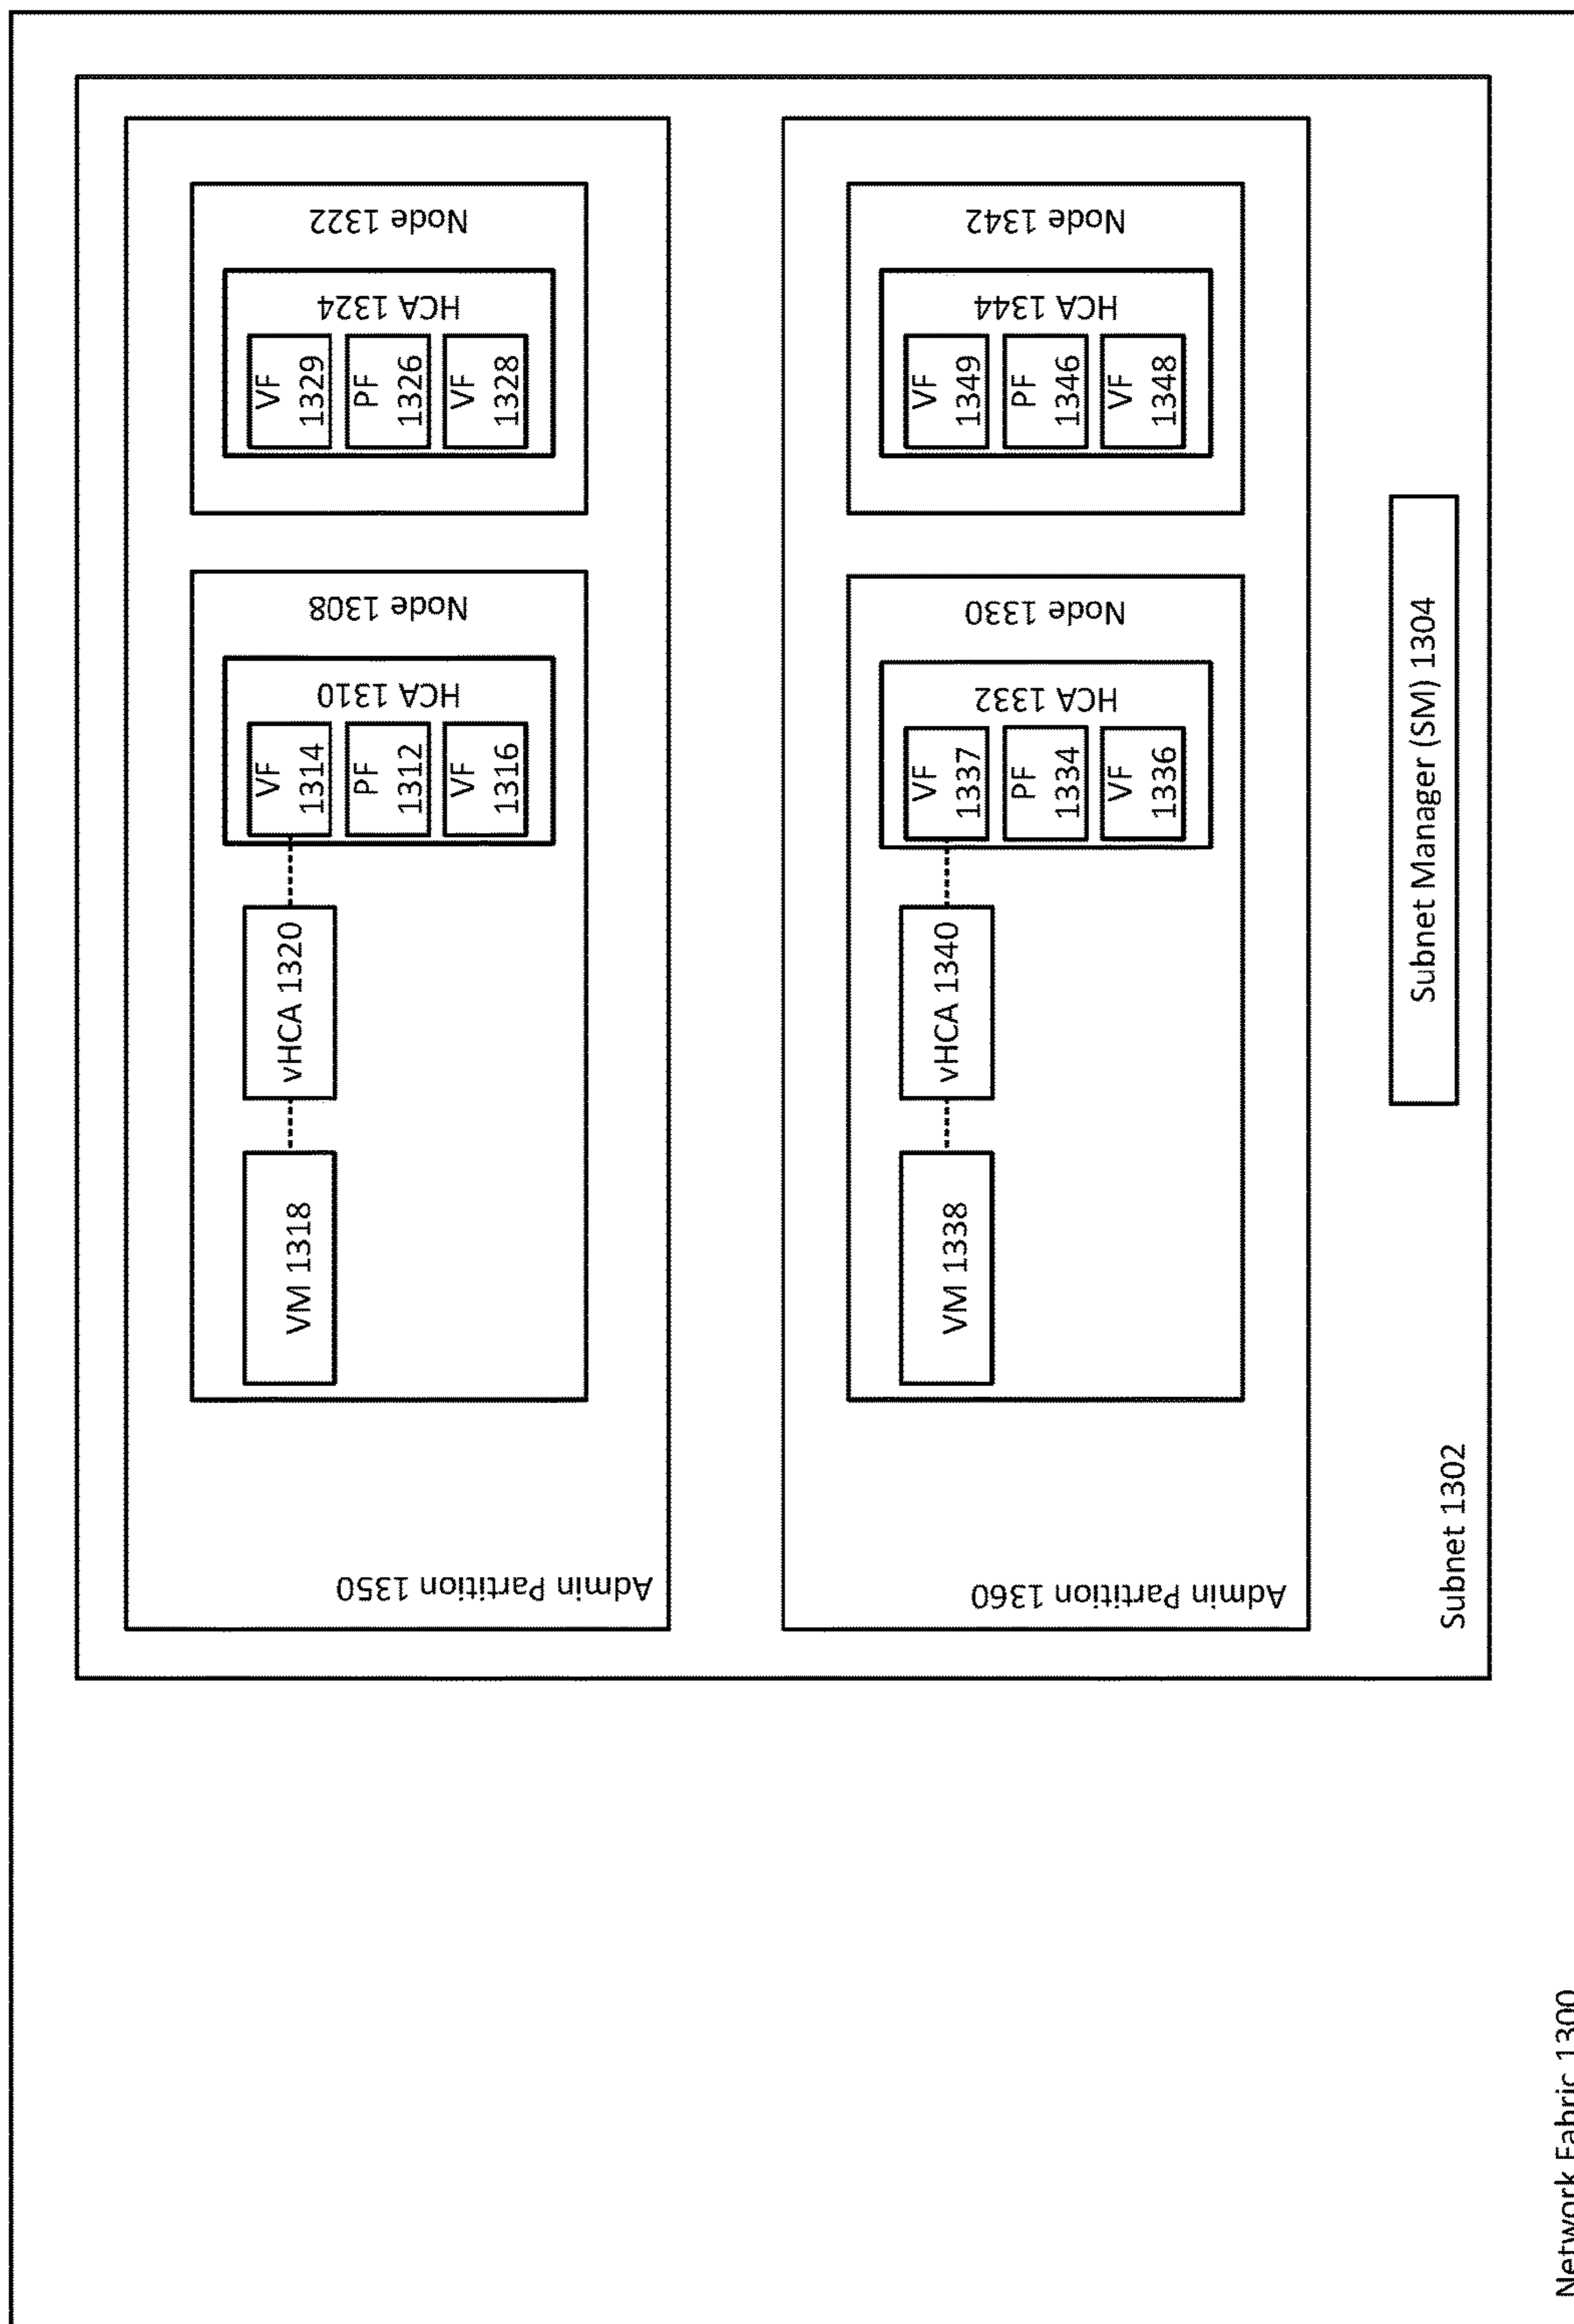 Node 1322
HCA 1324
VF
1329
PF
1326
VF
1328
Node 1308
HCA 1310
VF
1314
PF
1312
VF
1316
vHCA 1320
VM 1318
Admin Partition 1350
Node 1342
HCA 1344
VF
1349
PF
1346
VF
1348
Node 1330
HCA 1332
VF
1337
PF
1334
VF
1336
vHCA 1340
VM 1338
Admin Partition 1360
Subnet Manager (SM) 1304
Subnet 1302
Network Fabric 1300